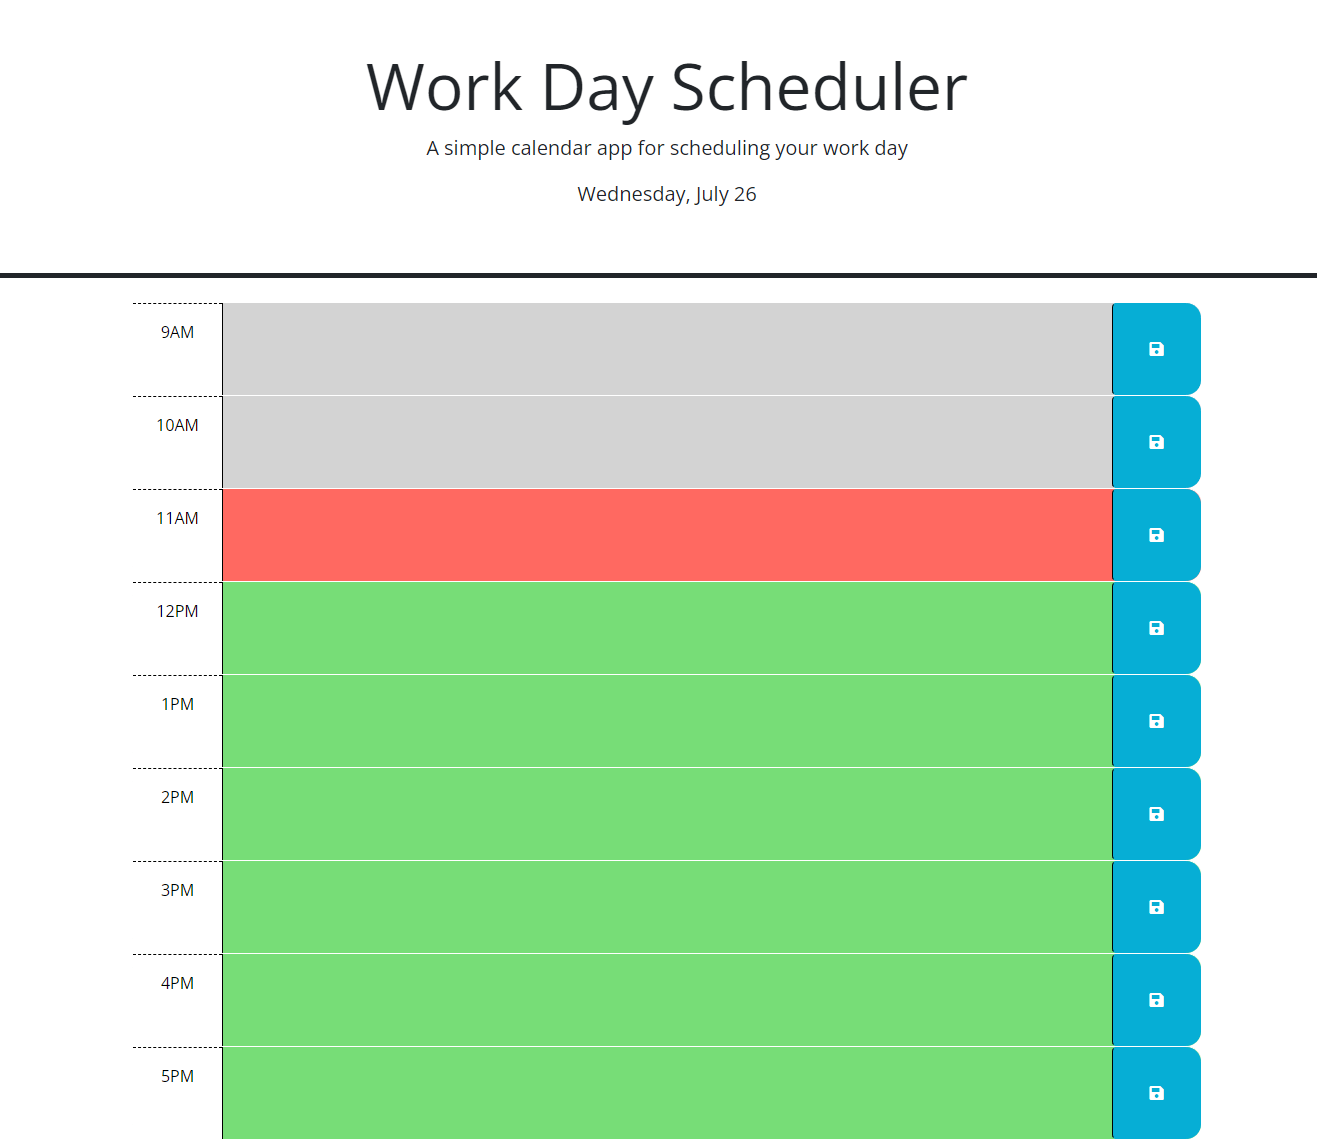 Work Day Scheduler
A simple calendar app for scheduling your work day
Wednesday, July 26
9AM
10AM
11AM
12PM
1PM
2PM
3PM
4PM
5PM